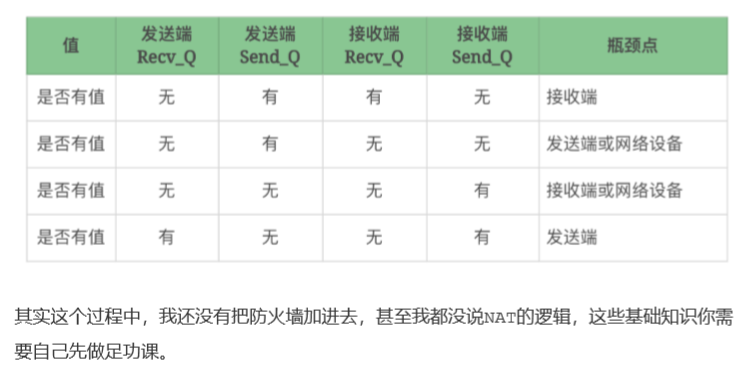 值 发送端 Recv_Q 发送端 Send_Q 接收端 Recv_Q 接收端 Send_Q 瓶颈点
是否有值 无 有 有 无 接收端
是否有值 无 有 无 无 发送端或网络设备
是否有值 无 无 无 有 接收端或网络设备
是否有值 有 无 无 有 发送端
其实这个过程中，我还没有把防火墙加进去，甚至我都没说NAT的逻辑，这些基础知识你需
要自己先做足功课。